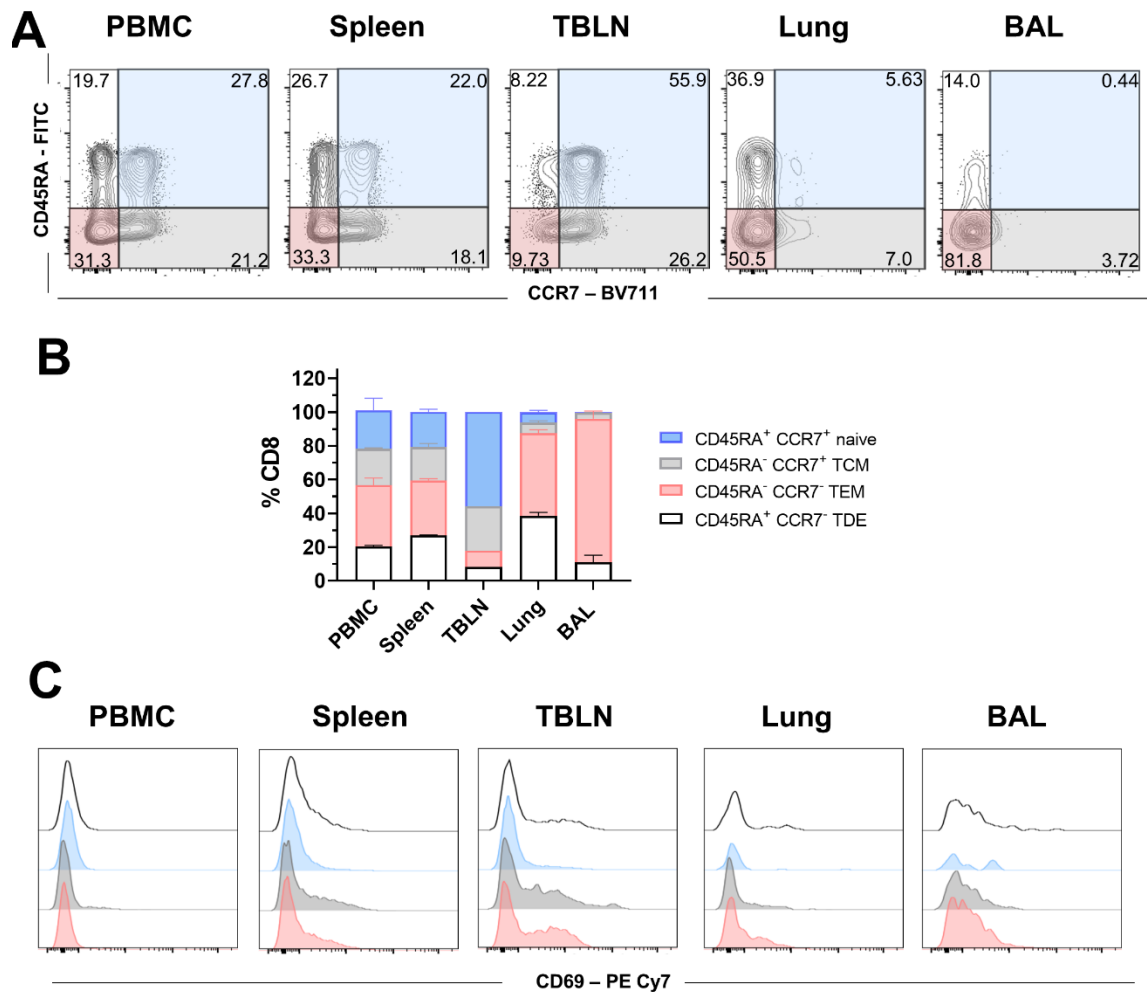 A
PBMC
Spleen
TBLN
Lung
BAL
CD45RA - FITC
19.7
27.8
31.3
21.2
26.7
22.0
33.3
18.1
8.22
55.9
9.73
26.2
36.9
5.63
50.5
7.0
14.0
0.44
81.8
3.72
CCR7 – BV711
B
% CD8
120
100
80
60
40
20
0
PBMC
Spleen
TBLN
Lung
BAL
CD45RA⁺ CCR7⁺ naive
CD45RA⁻ CCR7⁺ TCM
CD45RA⁻ CCR7⁻ TEM
CD45RA⁺ CCR7⁻ TDE
C
PBMC
Spleen
TBLN
Lung
BAL
CD69 – PE Cy7